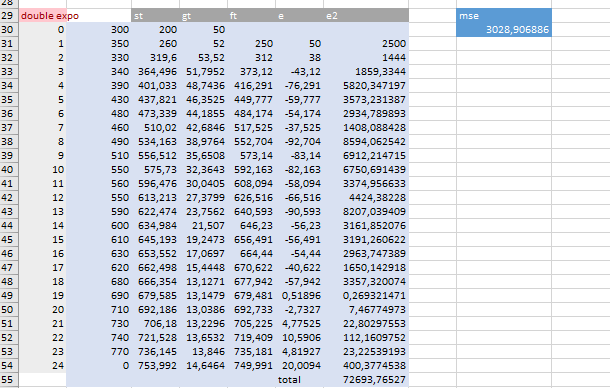 28
29 double expo st gt ft e e2 mse
30 0 300 200 50 3028,906886
31 1 350 260 52 250 50 2500
32 2 330 319,6 53,52 312 38 1444
33 3 340 364,496 51,7952 373,12 -43,12 1859,3344
34 4 390 401,033 48,7436 416,291 -76,291 5820,347197
35 5 430 437,821 46,3525 449,777 -59,777 3573,231387
36 6 480 473,339 44,1855 484,174 -54,174 2934,789893
37 7 460 510,02 42,6846 517,525 -37,525 1408,088428
38 8 490 534,163 38,9764 552,704 -92,704 8594,062542
39 9 510 556,512 35,6508 573,14 -83,14 6912,214715
40 10 550 575,73 32,3643 592,163 -82,163 6750,691439
41 11 560 596,476 30,0405 608,094 -58,094 3374,956633
42 12 550 613,213 27,3799 626,516 -66,516 4424,38228
43 13 590 622,474 23,7562 640,593 -90,593 8207,039409
44 14 600 634,984 21,507 646,23 -56,23 3161,852076
45 15 610 645,193 19,2473 656,491 -56,491 3191,260622
46 16 630 653,552 17,0697 664,44 -54,44 2963,747389
47 17 620 662,498 15,4448 670,622 -40,622 1650,142918
48 18 680 666,354 13,1271 677,942 -57,942 3357,320074
49 19 690 679,585 13,1479 679,481 0,51896 0,269321471
50 20 710 692,186 13,0386 692,733 -2,7327 7,46774973
51 21 730 706,18 13,2296 705,225 4,77525 22,80297553
52 22 740 721,528 13,6532 719,409 10,5906 112,1609752
53 23 770 736,145 13,846 735,181 4,81927 23,22539193
54 24 0 753,992 14,6464 749,991 20,0094 400,3774538
55 total 72693,76527